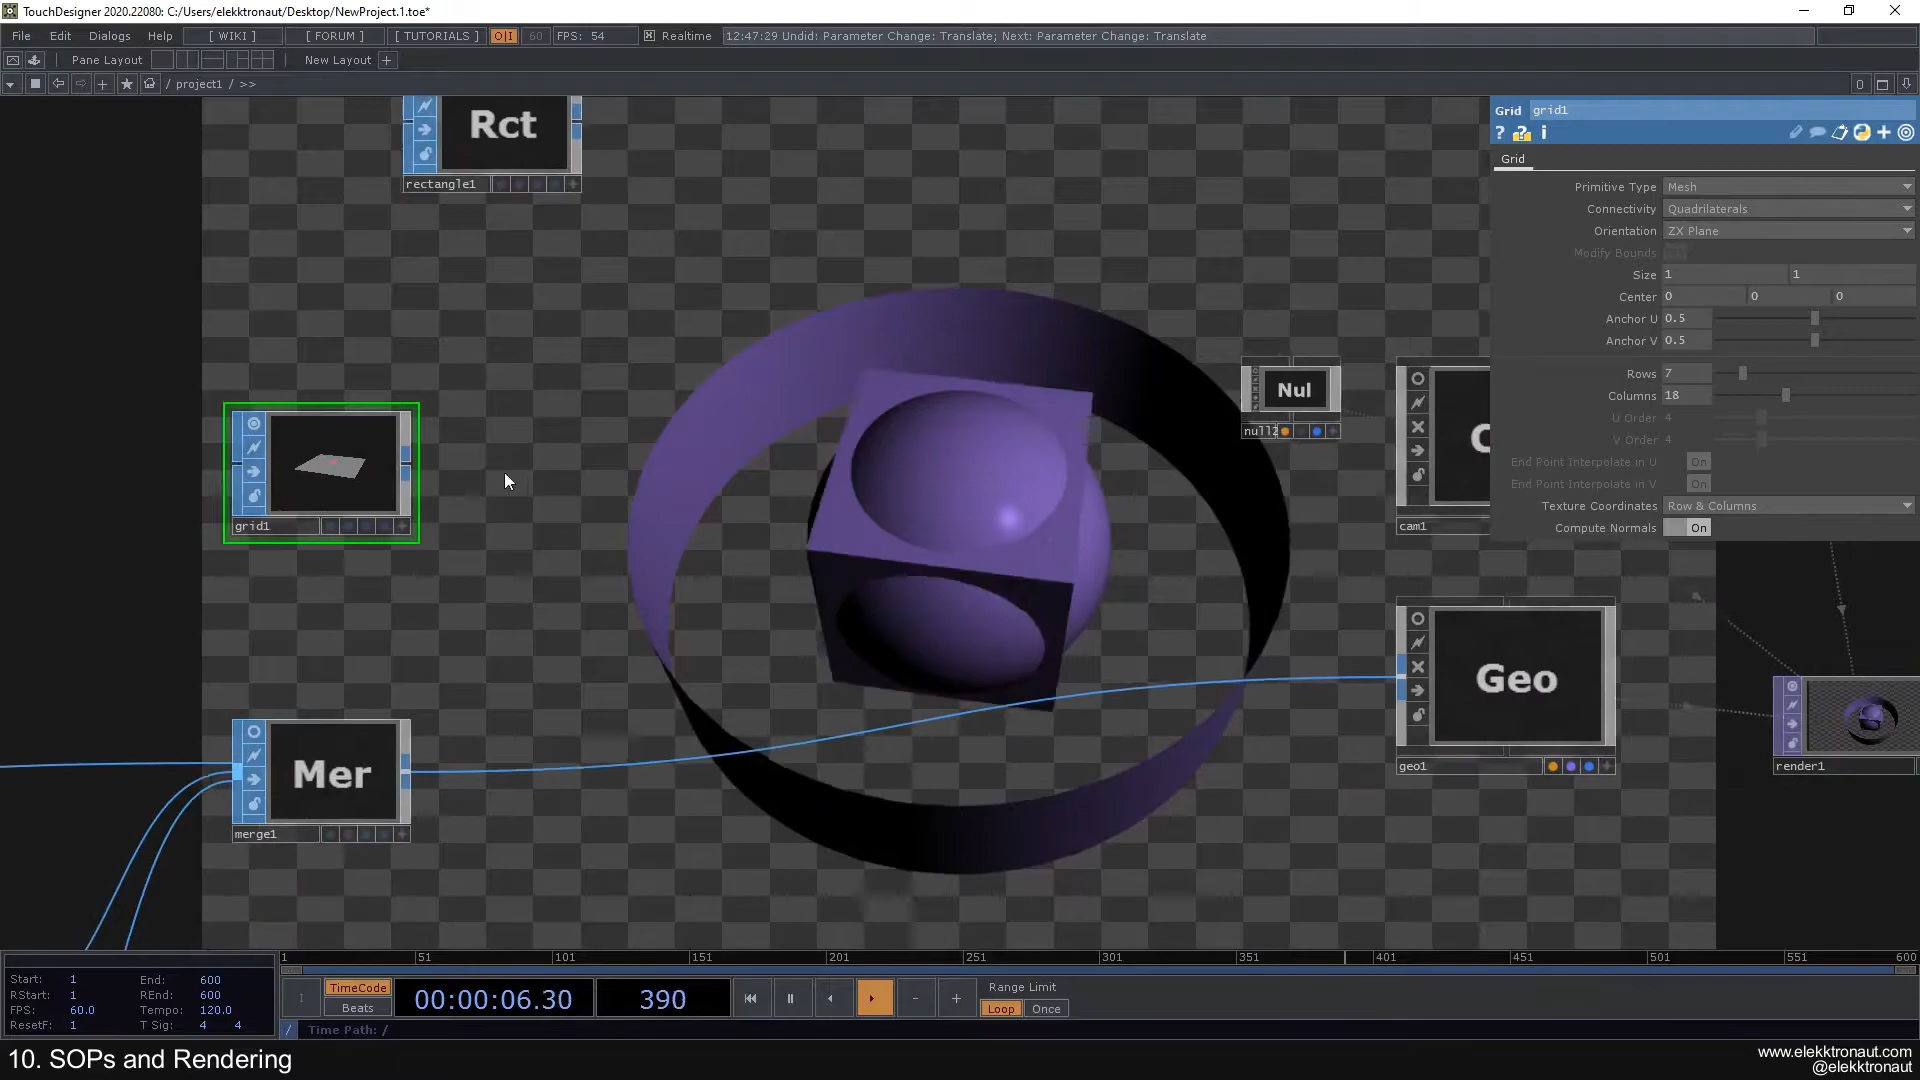 TouchDesigner 2020.22080: C:/Users/elekktronaut/Desktop/NewProject.1.toe*
File Edit Dialogs Help [ WIKI ] [ FORUM ] [ TUTORIALS ] O|I 60 FPS: 54 Realtime 12:47:29 Undid: Parameter Change: Translate; Next: Parameter Change: Translate
Pane Layout New Layout +
/ project1 / >> 0
Rct
rectangle1
Grid grid1
? ? i
Grid
Primitive Type Mesh
Connectivity Quadrilaterals
Orientation ZX Plane
Modify Bounds
Size 1 1
Center 0 0 0
Anchor U 0.5
Anchor V 0.5
Rows 7
Columns 18
U Order 4
V Order 4
End Point Interpolate in U On
End Point Interpolate in V On
Texture Coordinates Row & Columns
Compute Normals On
Nul
null2
C
cam1
grid1
Geo
geo1
render1
Mer
merge1
1 51 101 151 201 251 301 351 401 451 501 551 600
Start: 1 End: 600
RStart: 1 REnd: 600
FPS: 60.0 Tempo: 120.0
ResetF: 1 T Sig: 4 4
TimeCode
Beats
00:00:06.30
390
Range Limit
Loop Once
/ Time Path: /
10. SOPs and Rendering
www.elekktronaut.com
@elekktronaut